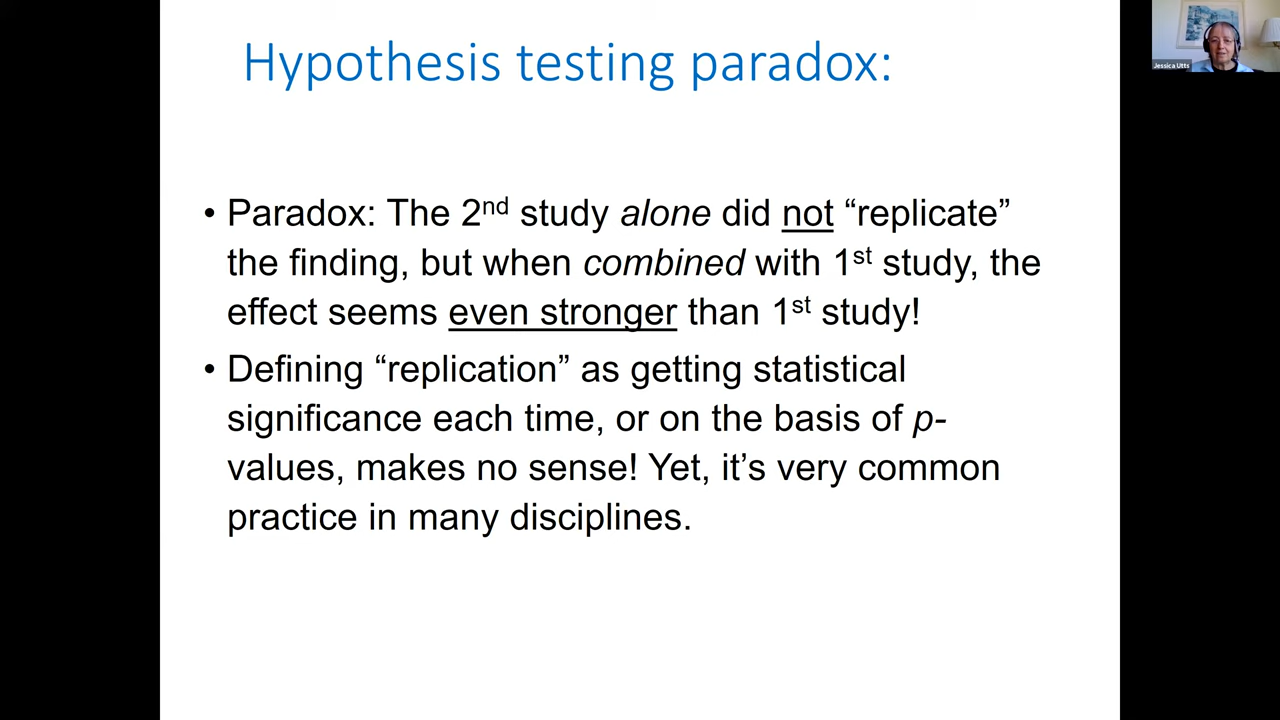 Hypothesis testing paradox:
Jessica Utts
• Paradox: The 2nd study alone did not “replicate”
the finding, but when combined with 1st study, the
effect seems even stronger than 1st study!
• Defining “replication” as getting statistical
significance each time, or on the basis of p-
values, makes no sense! Yet, it’s very common
practice in many disciplines.